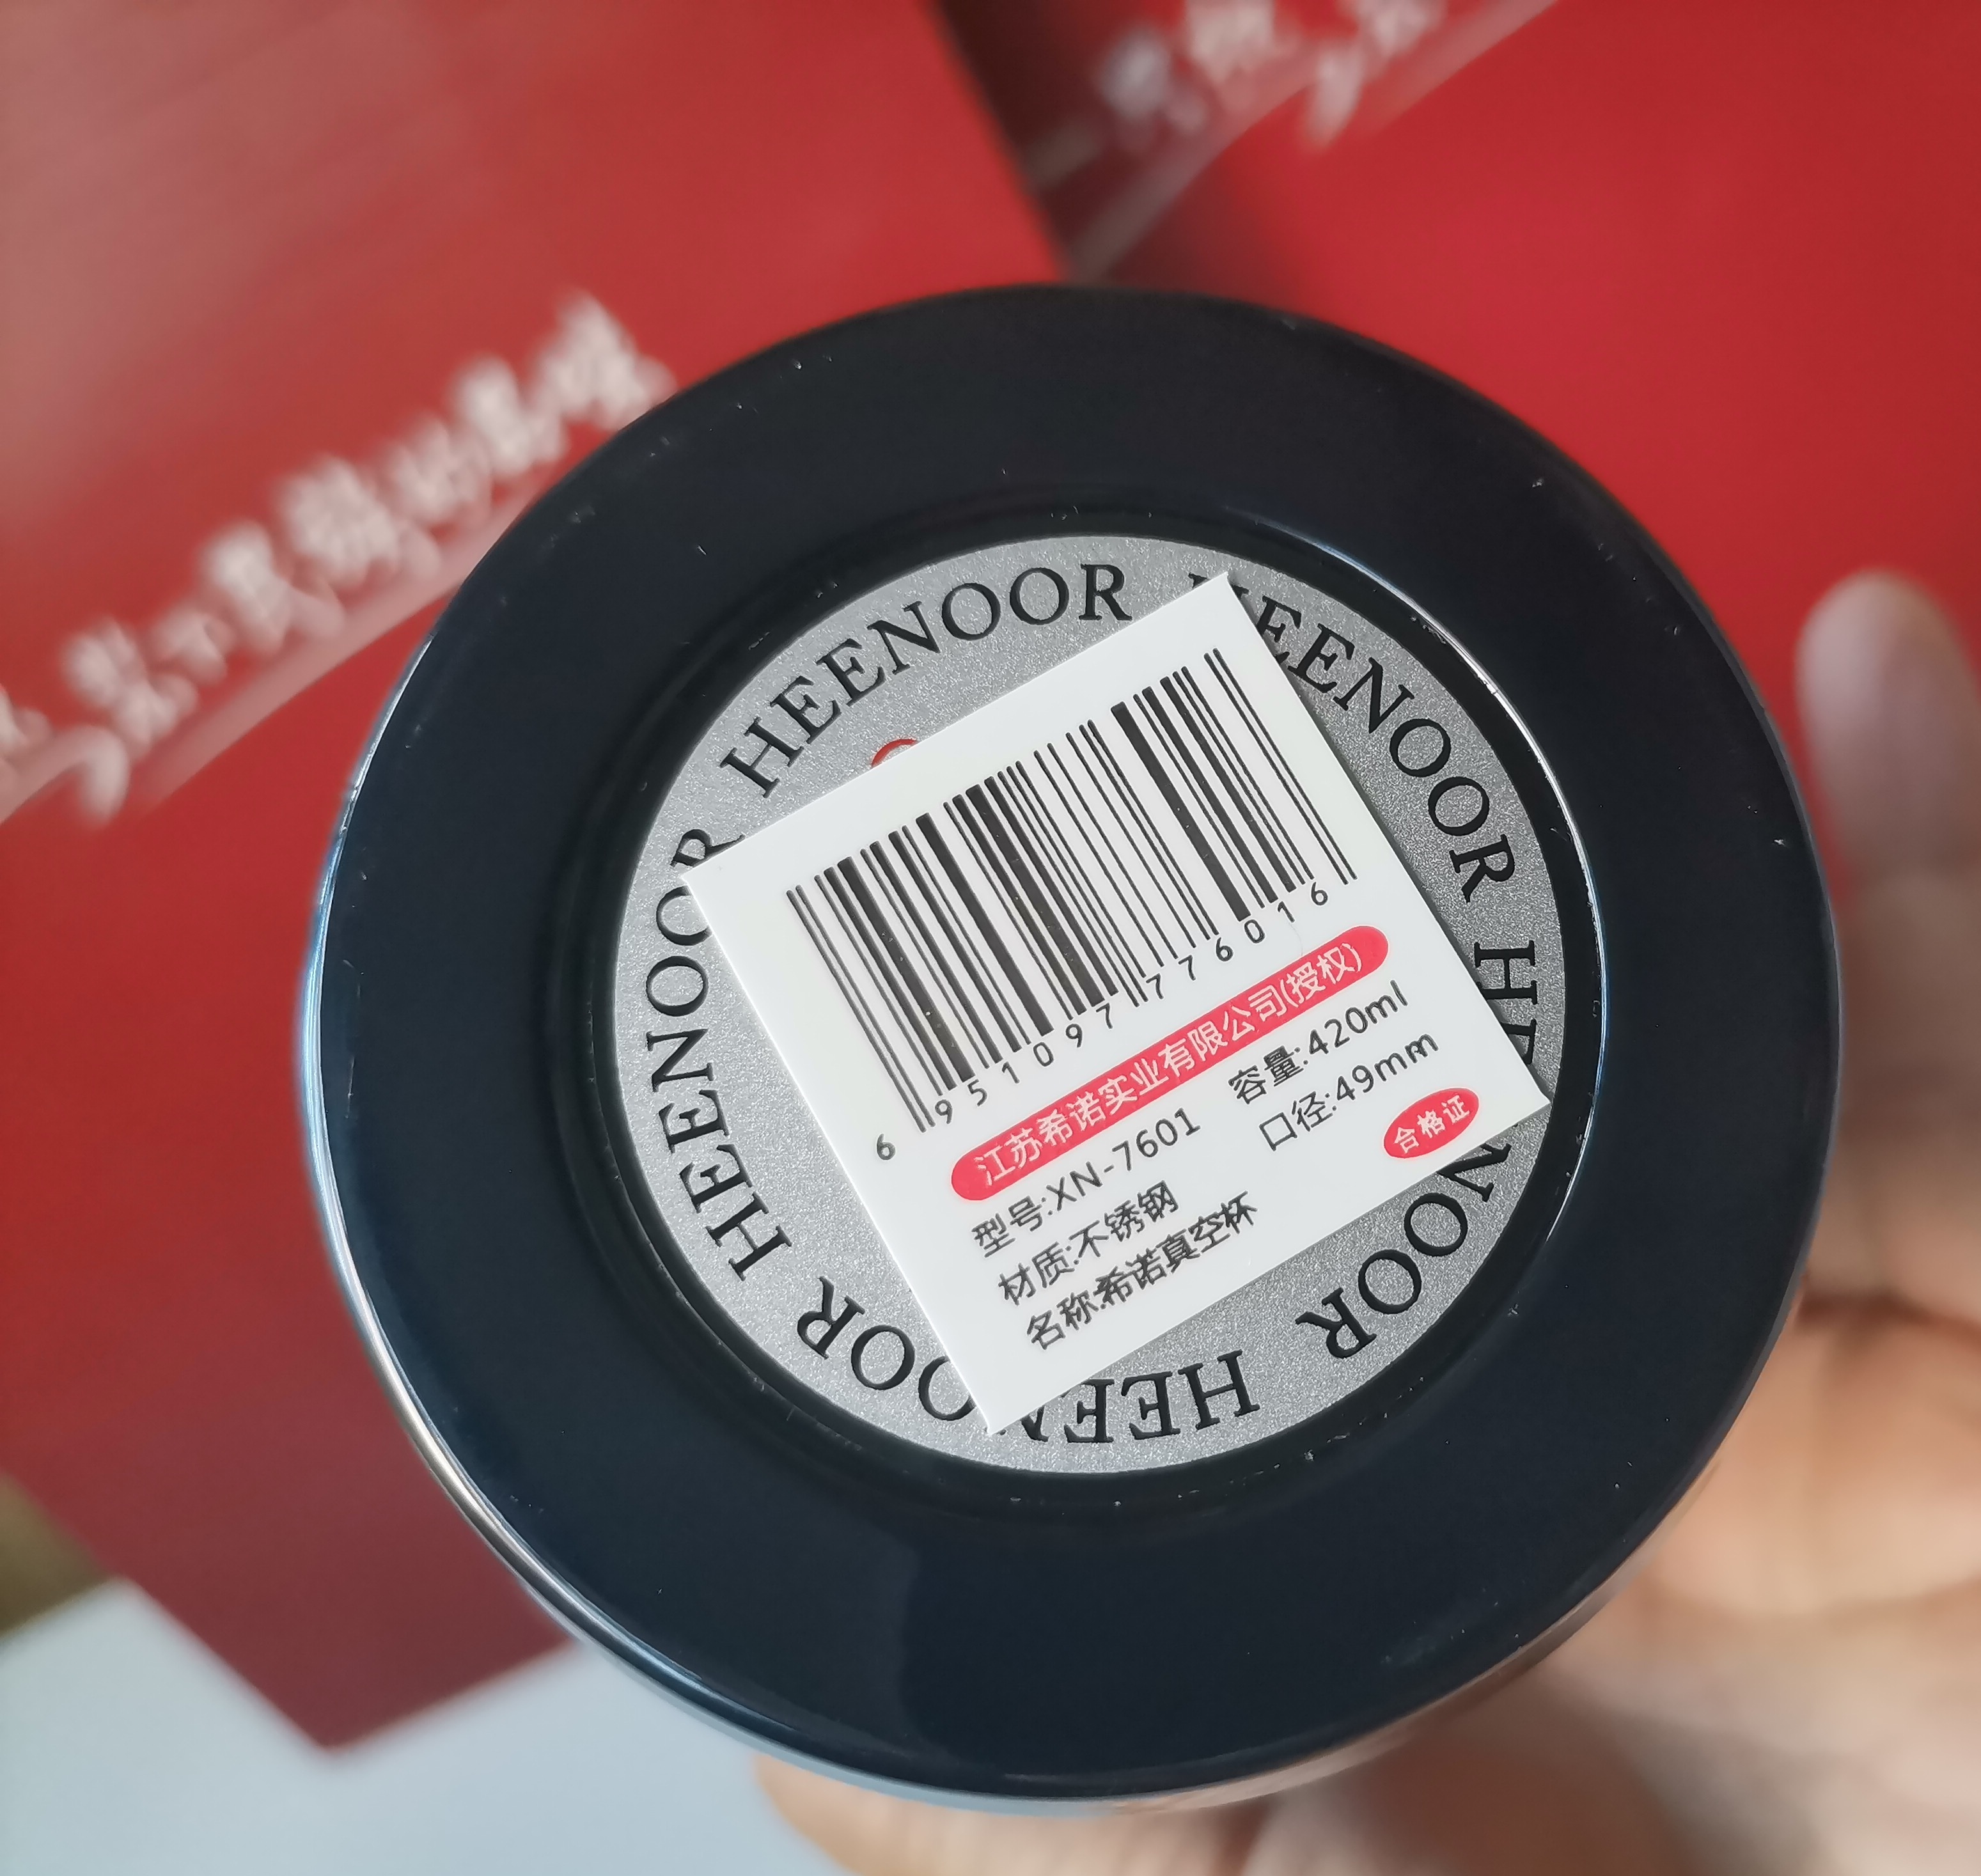 HEENOOR HEENOOR HEENOOR HEENOOR HEENOOR
6 951097 776016
江苏希诺实业有限公司(授权)
型号:XN-7601 容量:420ml
材质:不锈钢 口径:49mm
名称:希诺真空杯 合格证